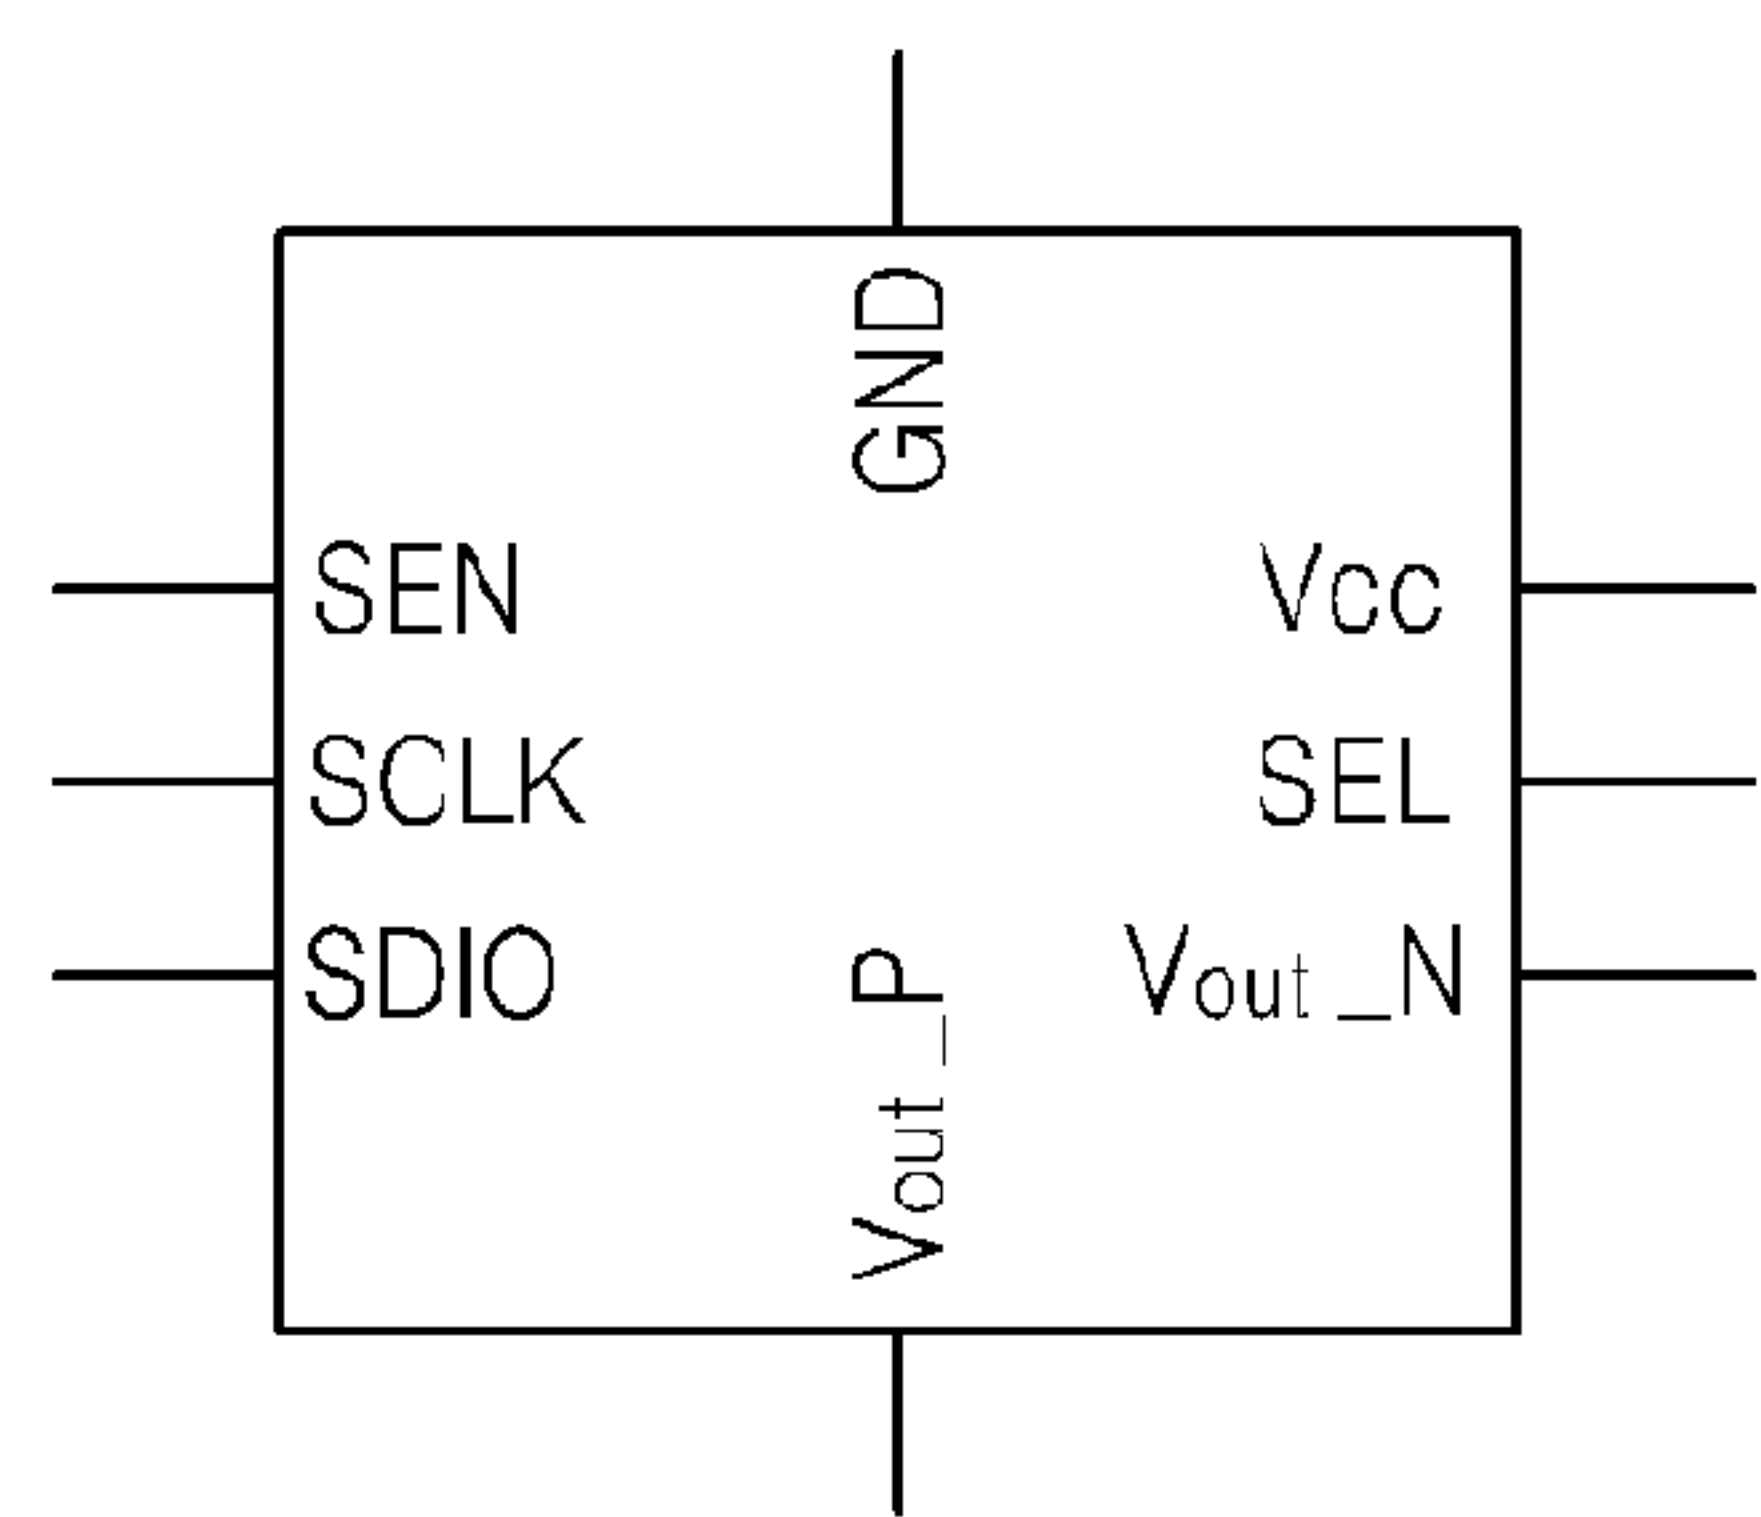 GND
SEN
Vcc
SCLK
SEL
SDIO
Vout_N
Vout_P